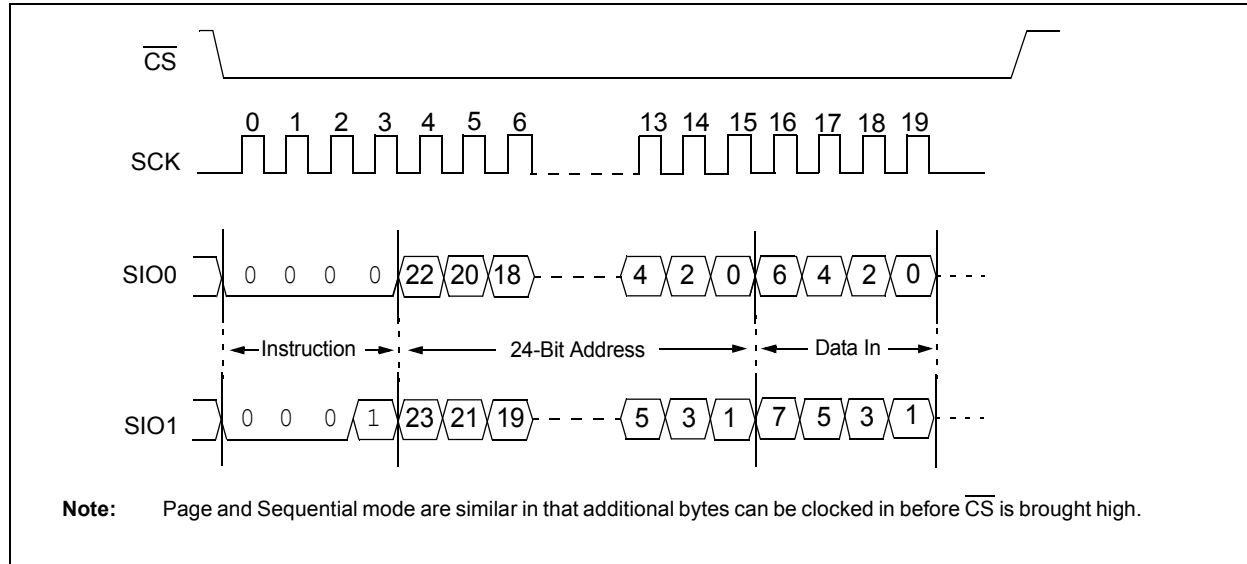 CS
0 1 2 3 4 5 6 13 14 15 16 17 18 19
SCK
SIO0 0 0 0 0 22 20 18 4 2 0 6 4 2 0
Instruction 24-Bit Address Data In
SIO1 0 0 0 1 23 21 19 5 3 1 7 5 3 1
Note: Page and Sequential mode are similar in that additional bytes can be clocked in before CS is brought high.